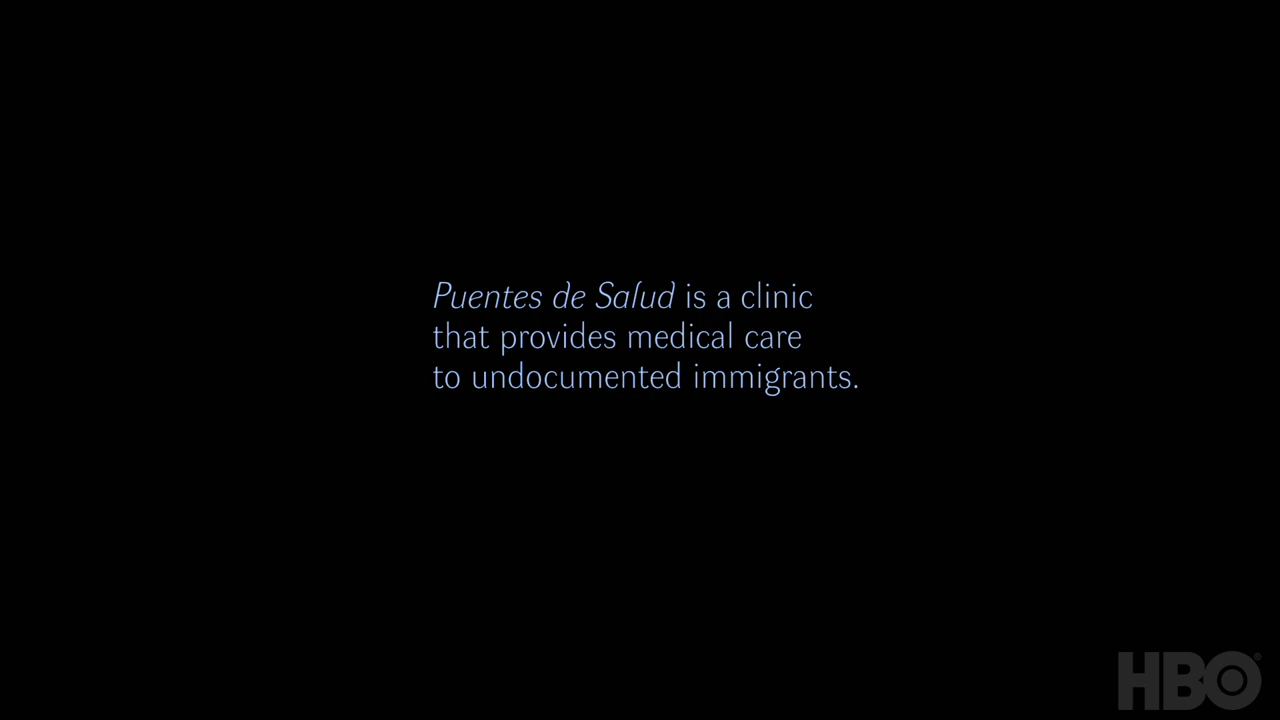 Puentes de Salud is a clinic
that provides medical care
to undocumented immigrants.
HBO®